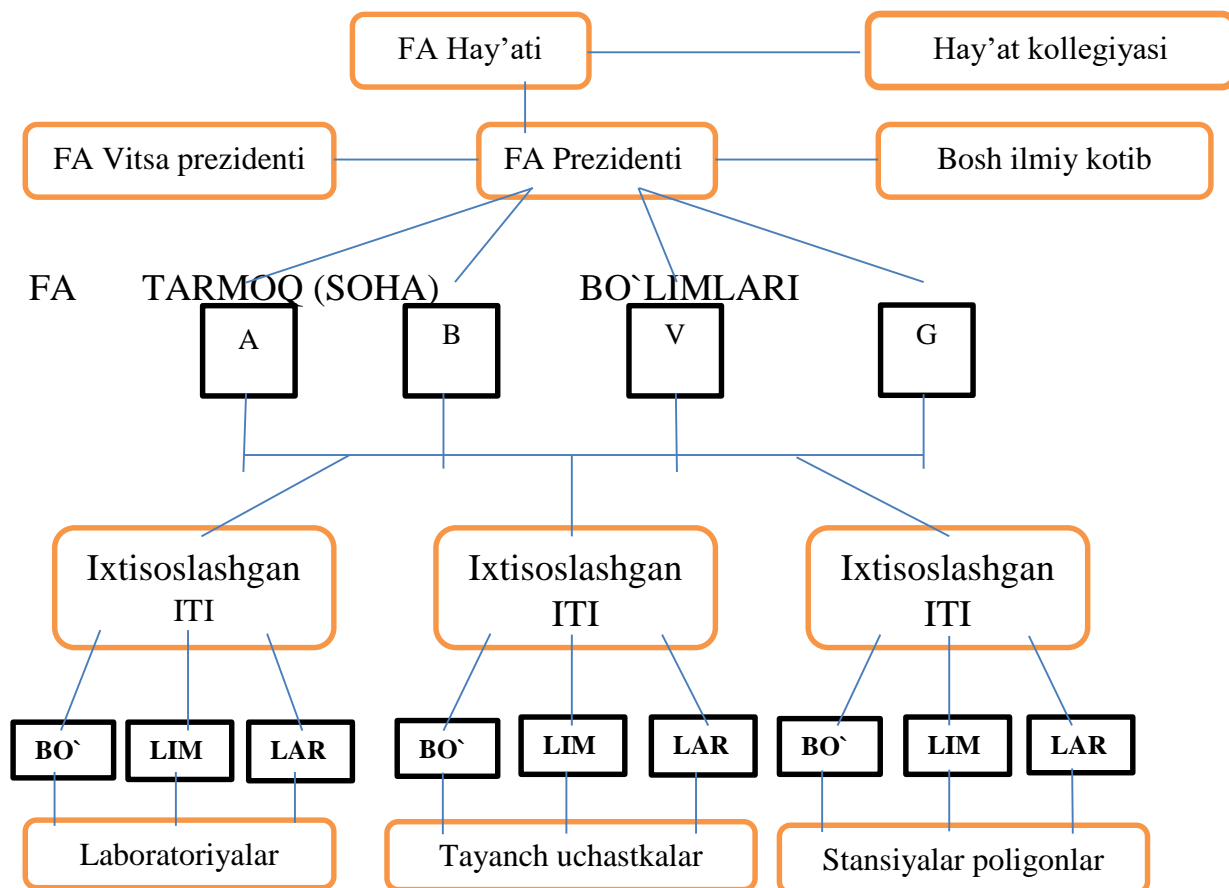 FA Hay’ati
Hay’at kollegiyasi
FA Vitsa prezidenti
FA Prezidenti
Bosh ilmiy kotib
FA TARMOQ (SOHA) BO`LIMLARI
A
B
V
G
Ixtisoslashgan
ITI
Ixtisoslashgan
ITI
Ixtisoslashgan
ITI
BO`
LIM
LAR
BO`
LIM
LAR
BO`
LIM
LAR
Laboratoriyalar
Tayanch uchastkalar
Stansiyalar poligonlar